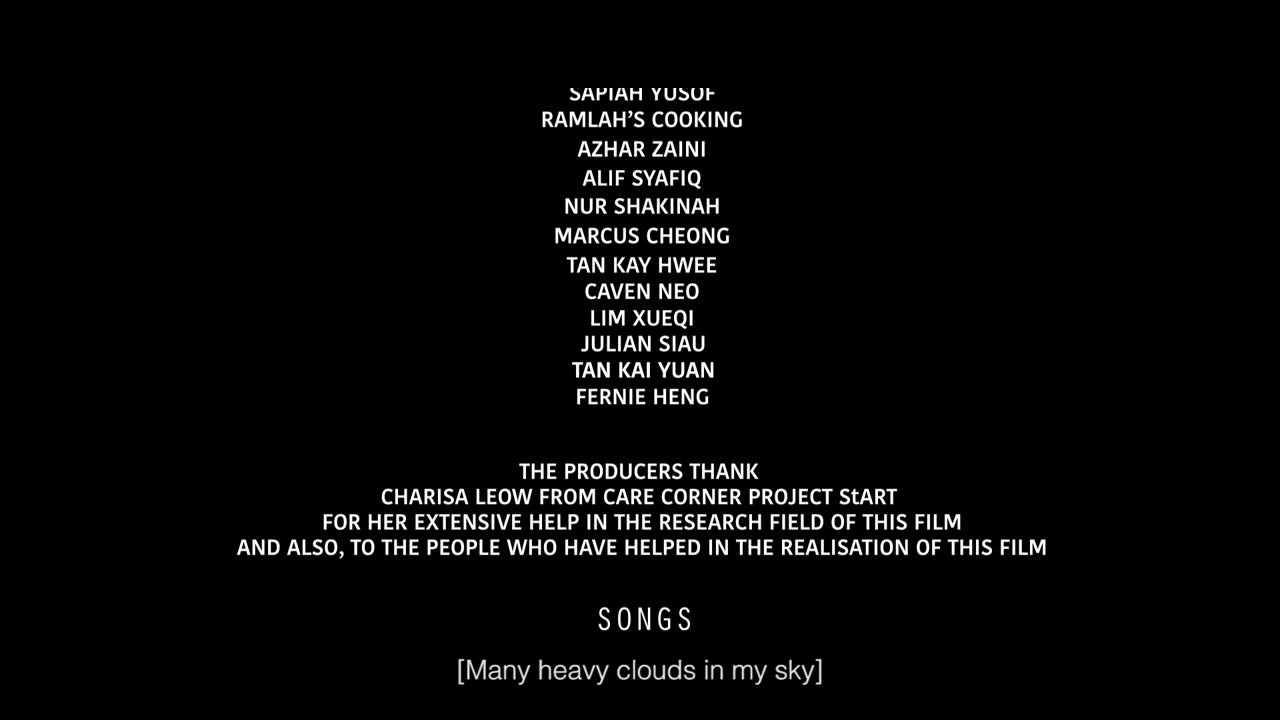 SAPIAH YUSOF
RAMLAH'S COOKING
AZHAR ZAINI
ALIF SYAFIQ
NUR SHAKINAH
MARCUS CHEONG
TAN KAY HWEE
CAVEN NEO
LIM XUEQI
JULIAN SIAU
TAN KAI YUAN
FERNIE HENG
THE PRODUCERS THANK
CHARISA LEOW FROM CARE CORNER PROJECT StART
FOR HER EXTENSIVE HELP IN THE RESEARCH FIELD OF THIS FILM
AND ALSO, TO THE PEOPLE WHO HAVE HELPED IN THE REALISATION OF THIS FILM
SONGS
[Many heavy clouds in my sky]